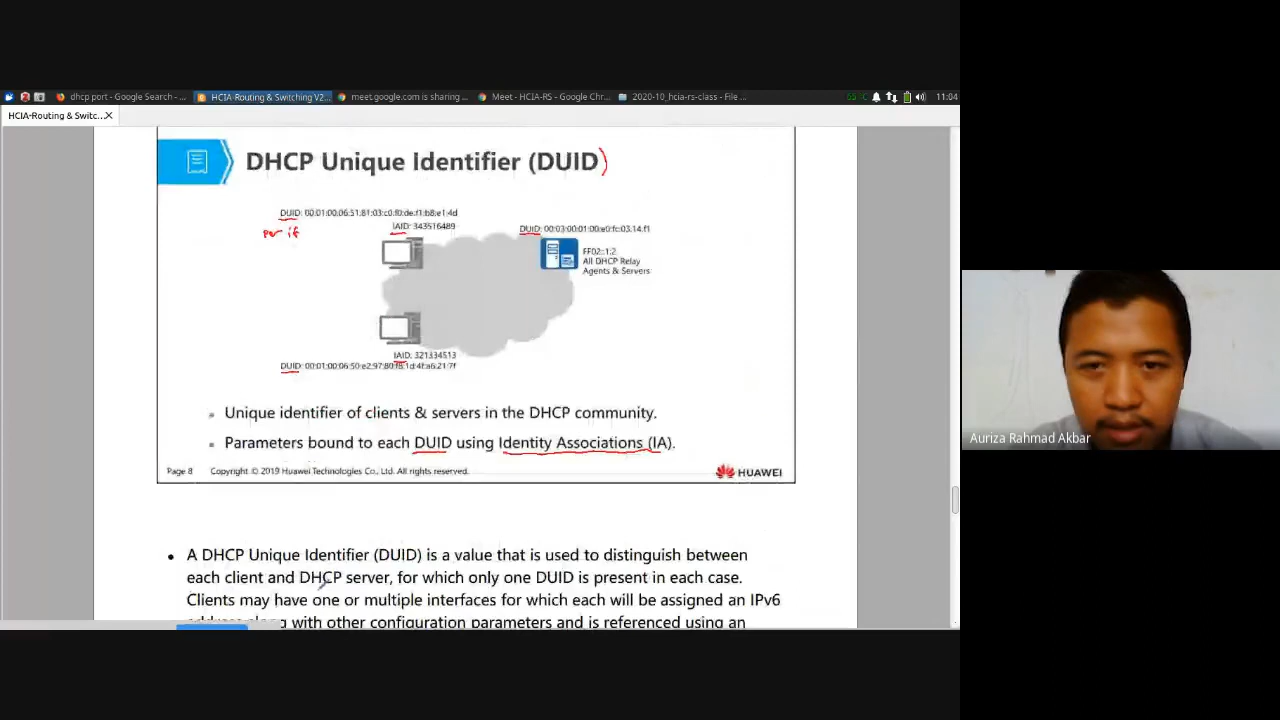 dhcp port - Google Search - ...
HCIA-Routing & Switching V2...
meet.google.com is sharing ...
Meet - HCIA-RS - Google Chr...
2020-10_hcia-rs-class - File ...
11:04
HCIA-Routing & Switc...
DHCP Unique Identifier (DUID)
DUID: 00:01:00:06:51:81:03:c0:f0:de:f1:b8:e1:4d
IAID: 343516489
per if
DUID: 00:03:00:01:00:e0:fc:03:14:f1
FF02::1:2
All DHCP Relay
Agents & Servers
IAID: 321334513
DUID:
Unique identifier of clients & servers in the DHCP community.
Parameters bound to each DUID using Identity Associations (IA).
Page 8 Copyright © 2019 Huawei Technologies Co., Ltd. All rights reserved.
HUAWEI
• A DHCP Unique Identifier (DUID) is a value that is used to distinguish between
each client and DHCP server, for which only one DUID is present in each case.
Clients may have one or multiple interfaces for which each will be assigned an IPv6
address along with other configuration parameters and is referenced using an
Auriza Rahmad Akbar